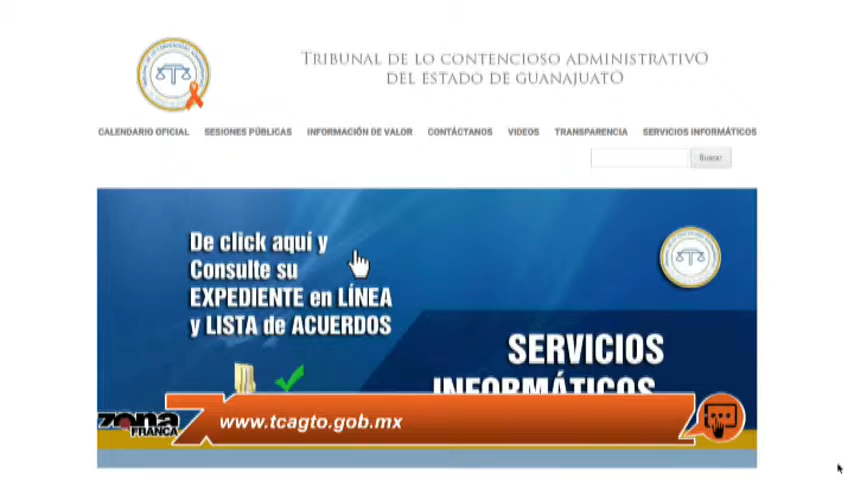 TRIBUNAL DE LO CONTENCIOSO ADMINISTRATIVO
DEL ESTADO DE GUANAJUATO
CALENDARIO OFICIAL SESIONES PÚBLICAS INFORMACIÓN DE VALOR CONTÁCTANOS VIDEOS TRANSPARENCIA SERVICIOS INFORMÁTICOS
Buscar
De click aquí y
Consulte su
EXPEDIENTE en LÍNEA
y LISTA de ACUERDOS
SERVICIOS
INFORMÁTICOS
zona
FRANCA
www.tcagto.gob.mx